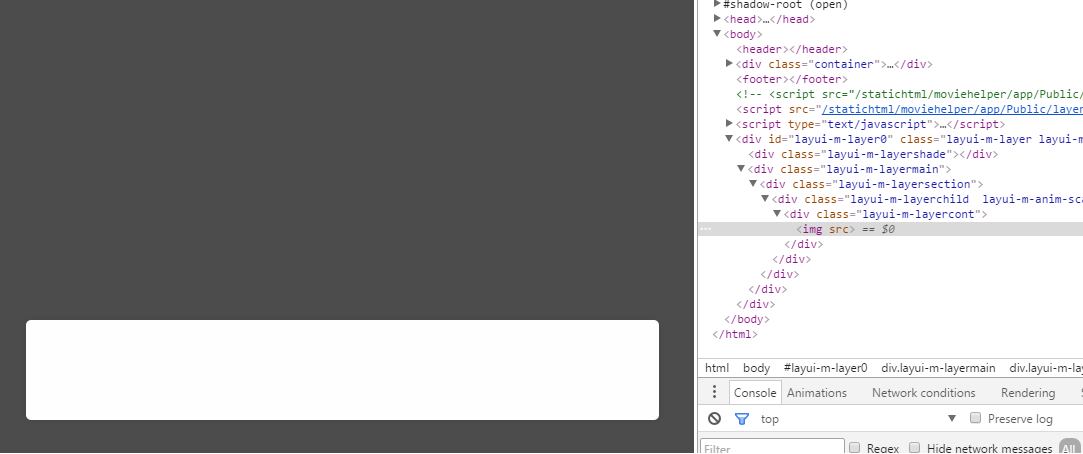 #shadow-root (open)
<head>…</head>
<body>
<header></header>
<div class="container">…</div>
<footer></footer>
<!-- <script src="/statichtml/moviehelper/app/Public/
<script src="/statichtml/moviehelper/app/Public/layer
<script type="text/javascript">…</script>
<div id="layui-m-layer0" class="layui-m-layer layui-m
<div class="layui-m-layershade"></div>
<div class="layui-m-layermain">
<div class="layui-m-layersection">
<div class="layui-m-layerchild  layui-m-anim-sca
<div class="layui-m-layercont">
<img src> == $0
</div>
</div>
</div>
</div>
</div>
</body>
</html>
html body #layui-m-layer0 div.layui-m-layermain div.layui-m-lay
Console Animations Network conditions Rendering
top Preserve log
Filter Regex Hide network messages All